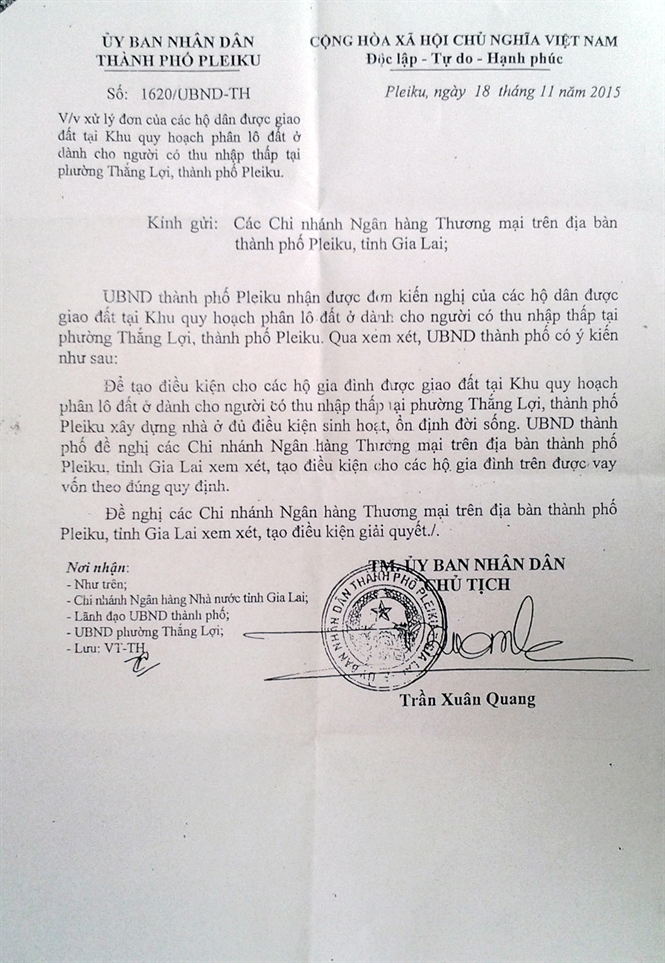 ỦY BAN NHÂN DÂN
THÀNH PHỐ PLEIKU
CỘNG HÒA XÃ HỘI CHỦ NGHĨA VIỆT NAM
Độc lập - Tự do - Hạnh phúc
Số: 1620/UBND-TH
Pleiku, ngày 18 tháng 11 năm 2015
V/v xử lý đơn của các hộ dân được giao
đất tại Khu quy hoạch phân lô đất ở
dành cho người có thu nhập thấp tại
phường Thắng Lợi, thành phố Pleiku.
Kính gửi: Các Chi nhánh Ngân hàng Thương mại trên địa bàn
thành phố Pleiku, tỉnh Gia Lai;
UBND thành phố Pleiku nhận được đơn kiến nghị của các hộ dân được
giao đất tại Khu quy hoạch phân lô đất ở dành cho người có thu nhập thấp tại
phường Thắng Lợi, thành phố Pleiku. Qua xem xét, UBND thành phố có ý kiến
như sau:
Để tạo điều kiện cho các hộ gia đình được giao đất tại Khu quy hoạch
phân lô đất ở dành cho người có thu nhập thấp tại phường Thắng Lợi, thành phố
Pleiku xây dựng nhà ở đủ điều kiện sinh hoạt, ổn định đời sống. UBND thành
phố đề nghị các Chi nhánh Ngân hàng Thương mại trên địa bàn thành phố
Pleiku, tỉnh Gia Lai xem xét, tạo điều kiện cho các hộ gia đình trên được vay
vốn theo đúng quy định.
Đề nghị các Chi nhánh Ngân hàng Thương mại trên địa bàn thành phố
Pleiku, tỉnh Gia Lai xem xét, tạo điều kiện giải quyết./.
Nơi nhận:
- Như trên;
- Chi nhánh Ngân hàng Nhà nước tỉnh Gia Lai;
- Lãnh đạo UBND thành phố;
- UBND phường Thắng Lợi;
- Lưu: VT-TH
TM. ỦY BAN NHÂN DÂN
CHỦ TỊCH
ỦY BAN NHÂN DÂN THÀNH PHỐ PLEIKU
GIA LAI
Trần Xuân Quang